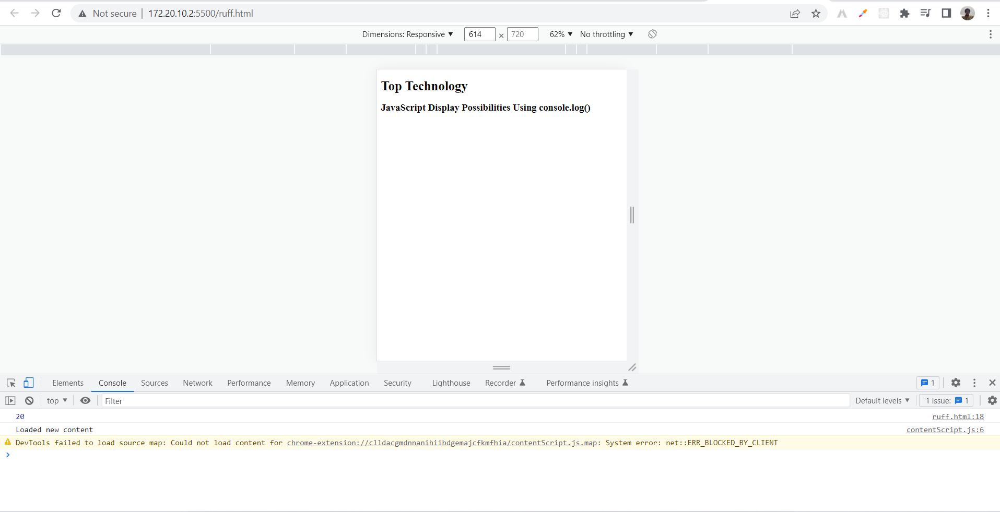 Not secure | 172.20.10.2:5500/ruff.html
Dimensions: Responsive ▼ 614 × 720 62% ▼ No throttling ▼
Top Technology
JavaScript Display Possibilities Using console.log()
Elements Console Sources Network Performance Memory Application Security Lighthouse Recorder Performance insights 1
top ▼ Filter Default levels ▼ 1 Issue: 1
20 ruff.html:18
Loaded new content contentScript.js:6
DevTools failed to load source map: Could not load content for chrome-extension://clldacgmdnnanihiibdgemajcfkmfhia/contentScript.js.map: System error: net::ERR_BLOCKED_BY_CLIENT